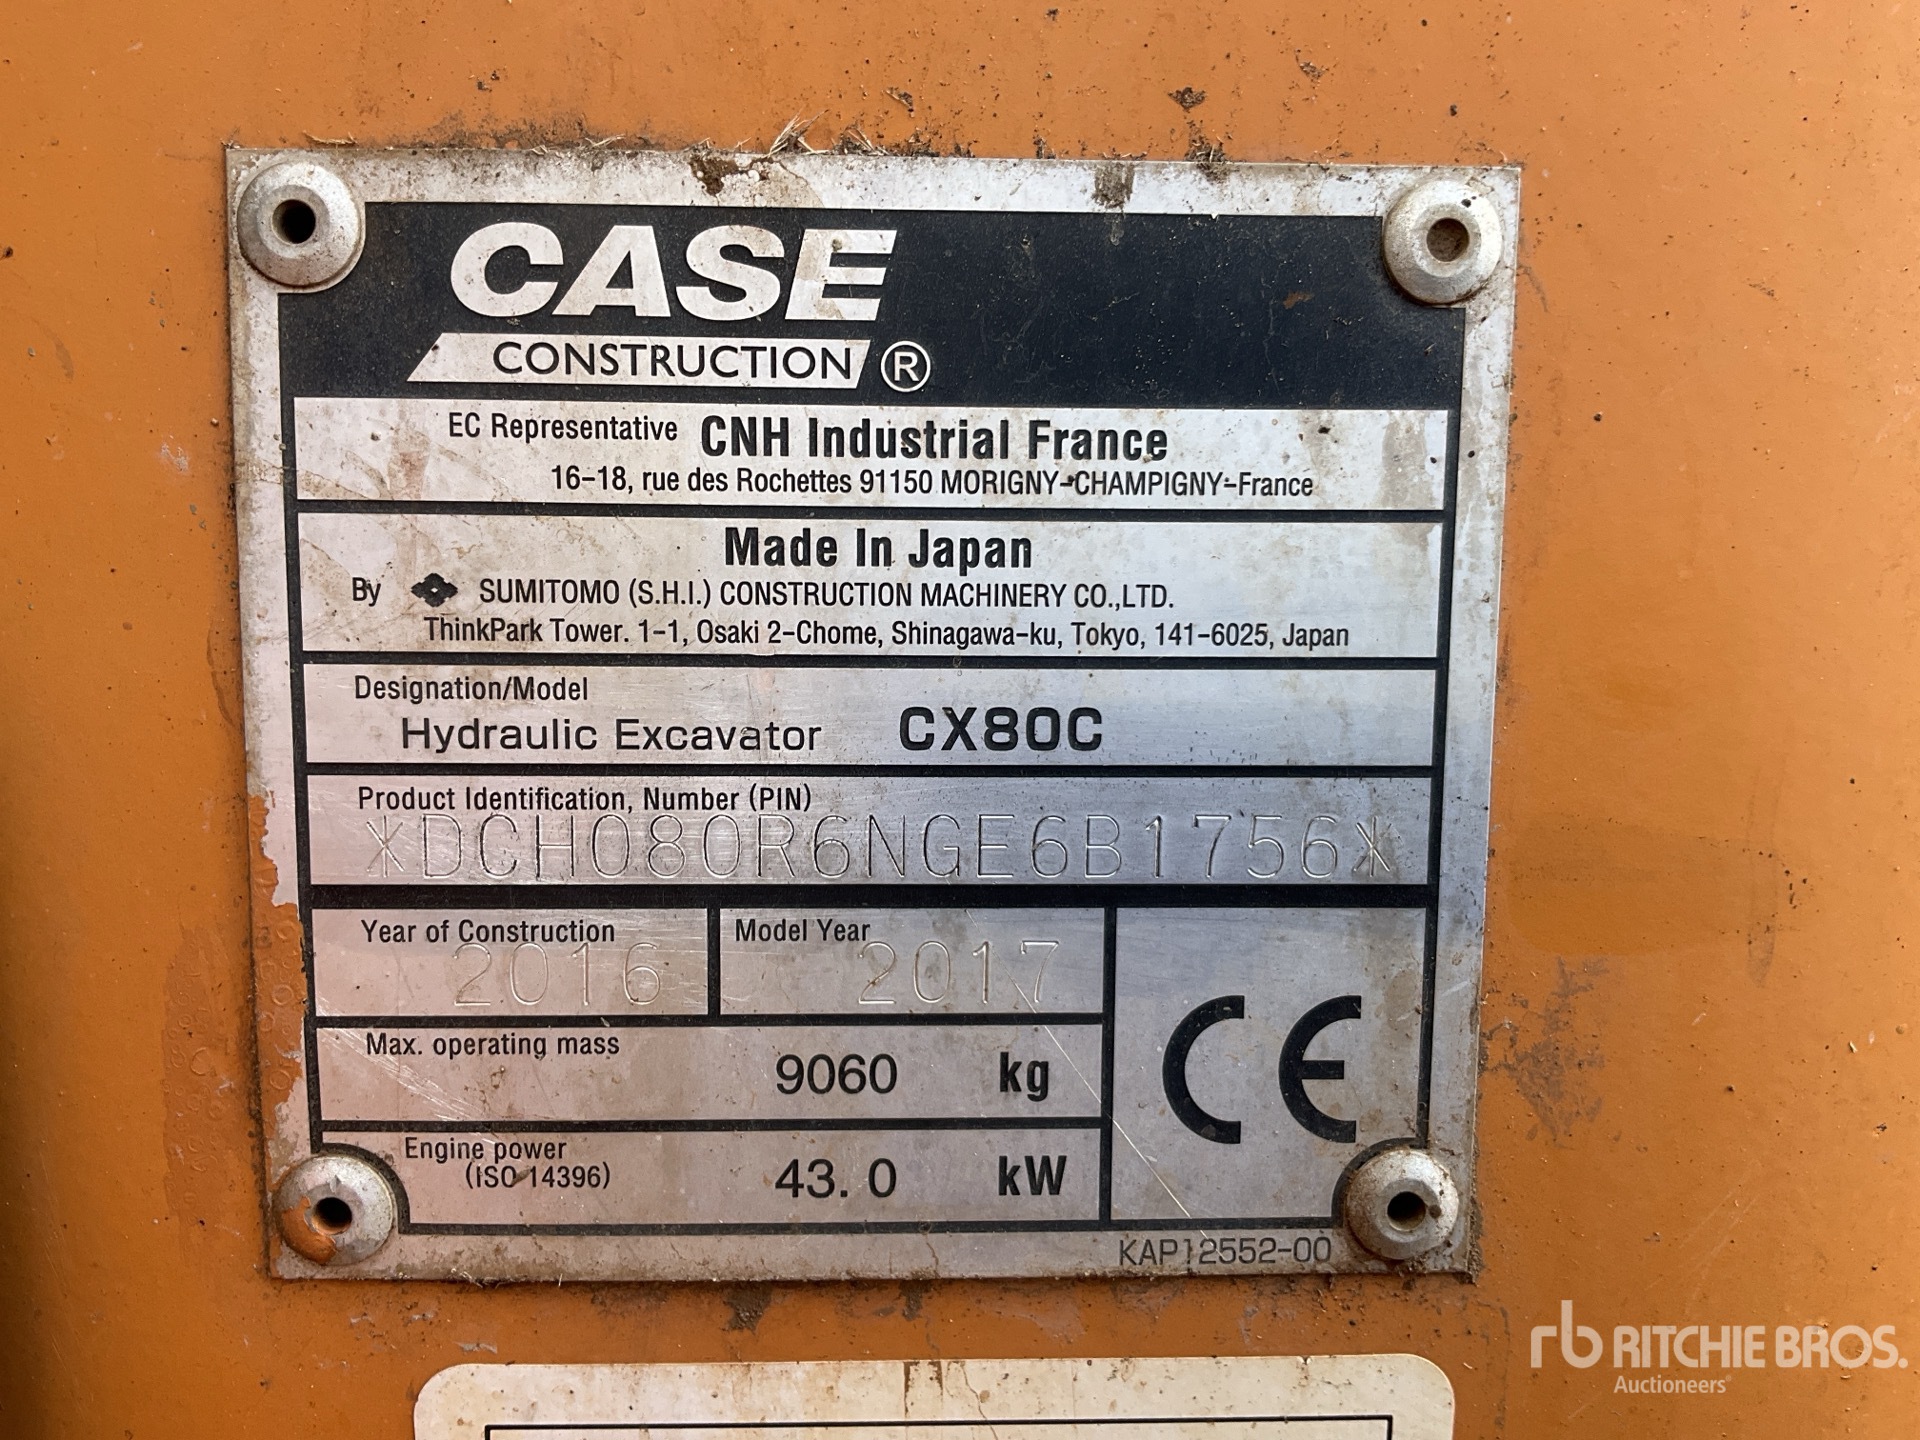 CASE
CONSTRUCTION ®
EC Representative CNH Industrial France
16-18, rue des Rochettes 91150 MORIGNY-CHAMPIGNY-France
Made In Japan
By SUMITOMO (S.H.I.) CONSTRUCTION MACHINERY CO.,LTD.
ThinkPark Tower. 1-1, Osaki 2-Chome, Shinagawa-ku, Tokyo, 141-6025, Japan
Designation/Model
Hydraulic Excavator CX80C
Product Identification, Number (PIN)
*DCH080R6NGE6B1756*
Year of Construction Model Year
2016 2017
Max. operating mass
9060 kg
Engine power
(ISO 14396)
43.0 kW
CE
KAP12552-00
rb RITCHIE BROS.
Auctioneers